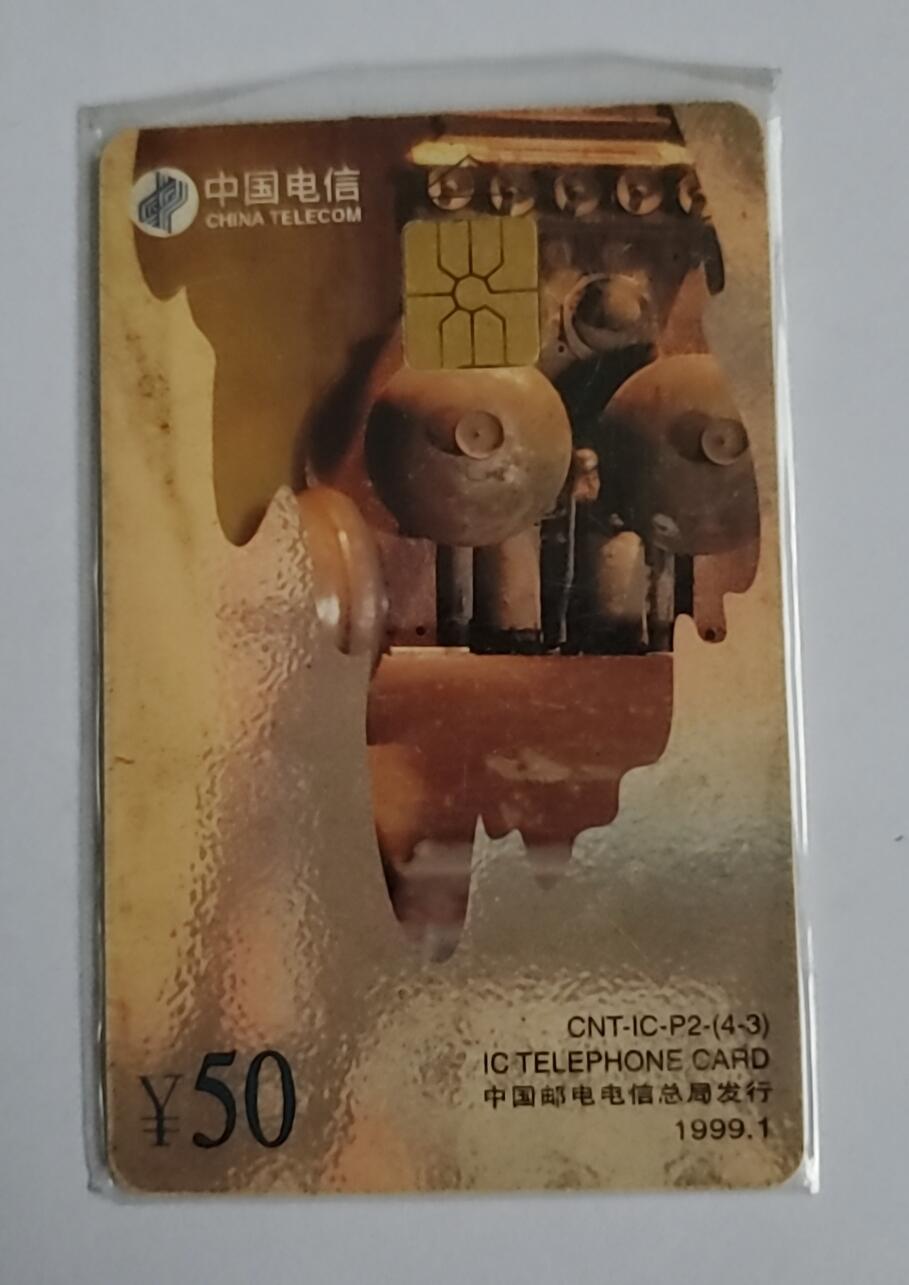 中国电信
CHINA TELECOM
CNT-IC-P2-(4-3)
IC TELEPHONE CARD
中国邮电电信总局发行
1999.1
¥50